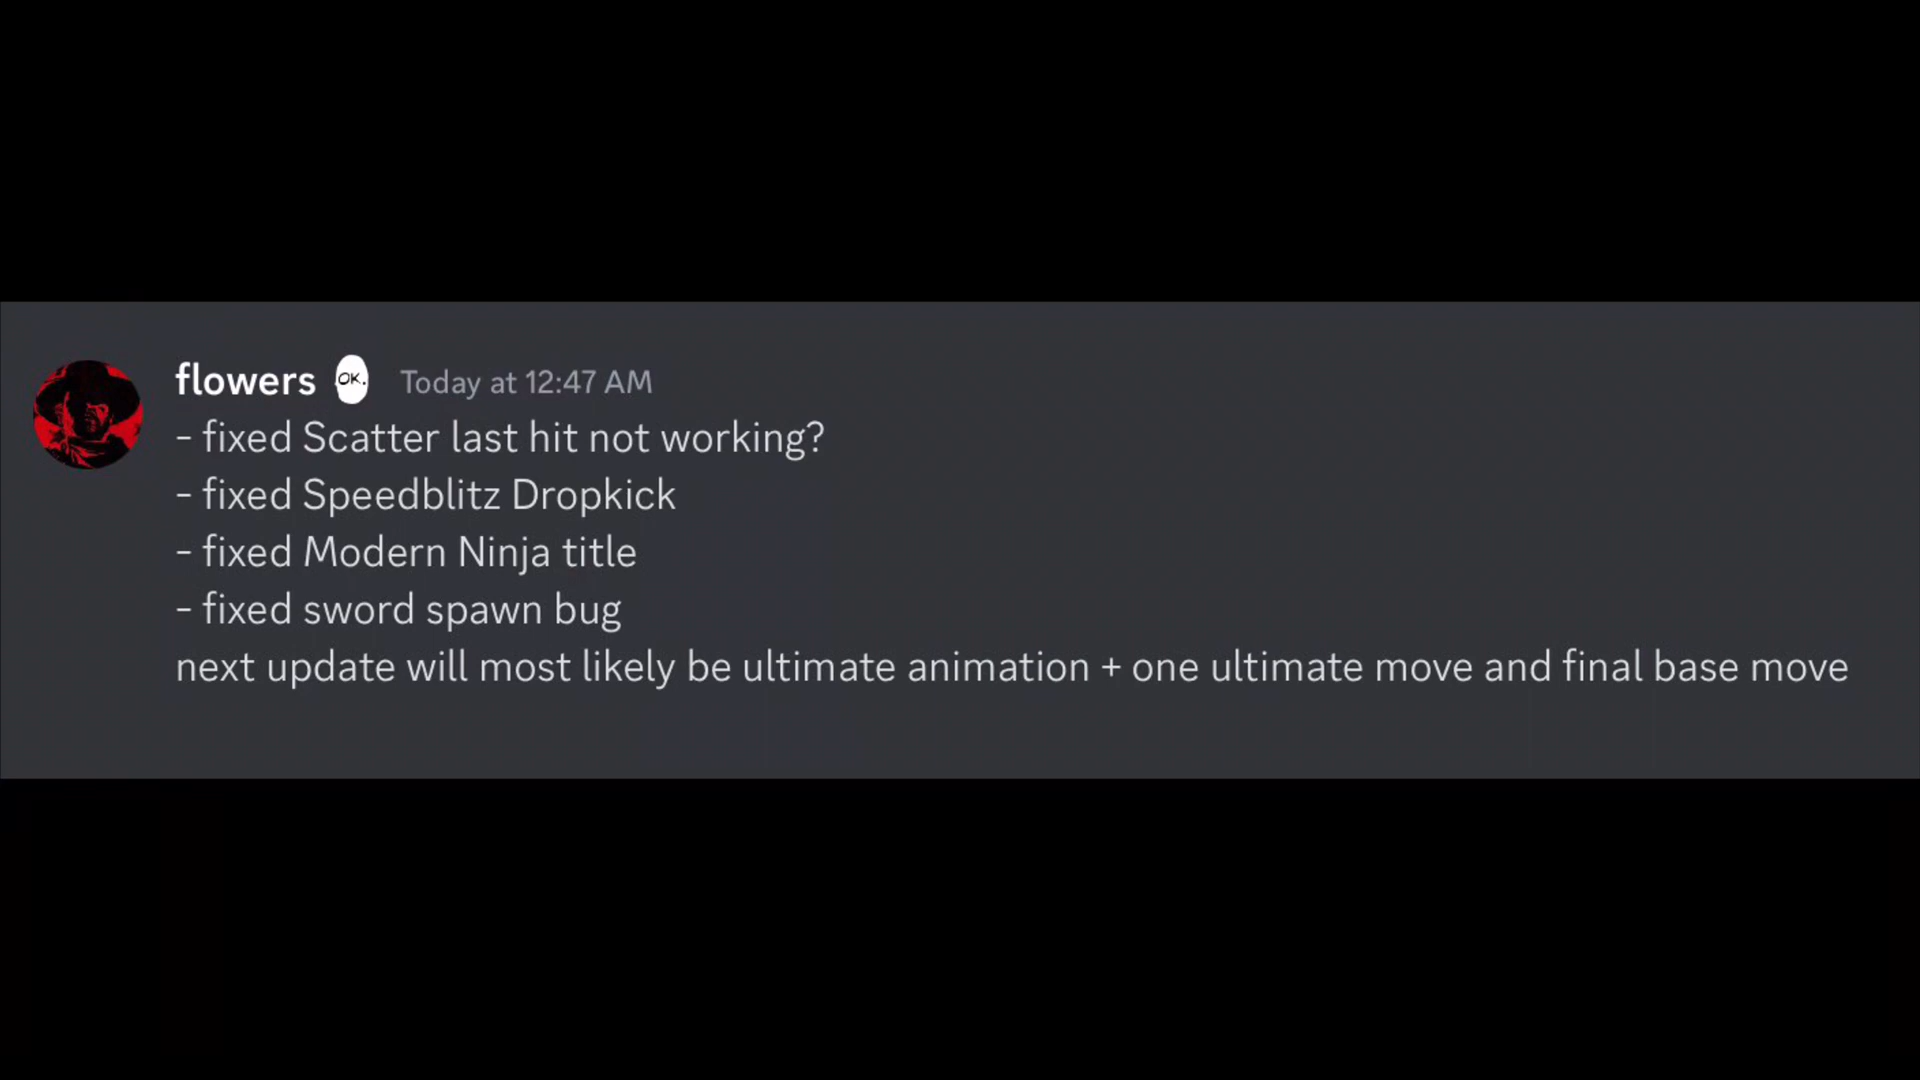 flowers OK. Today at 12:47 AM
- fixed Scatter last hit not working?
- fixed Speedblitz Dropkick
- fixed Modern Ninja title
- fixed sword spawn bug
next update will most likely be ultimate animation + one ultimate move and final base move